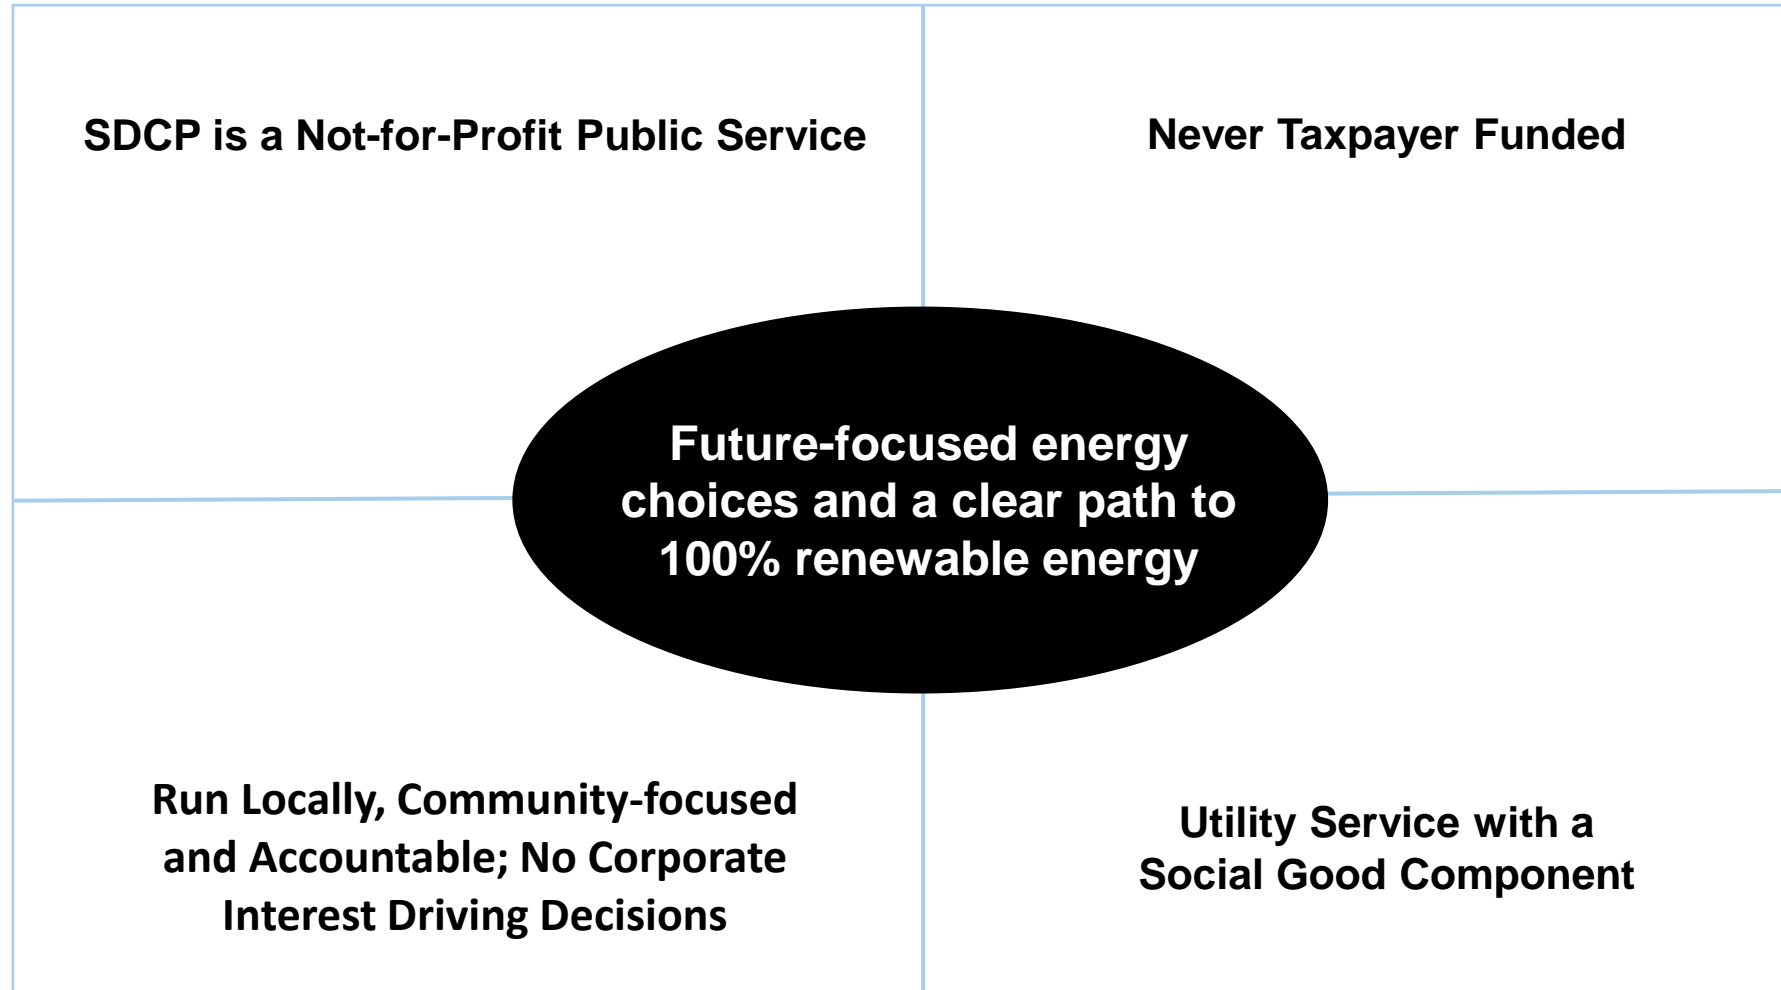 SDCP is a Not-for-Profit Public Service
Never Taxpayer Funded
Future-focused energy
choices and a clear path to
100% renewable energy
Run Locally, Community-focused
and Accountable; No Corporate
Interest Driving Decisions
Utility Service with a
Social Good Component